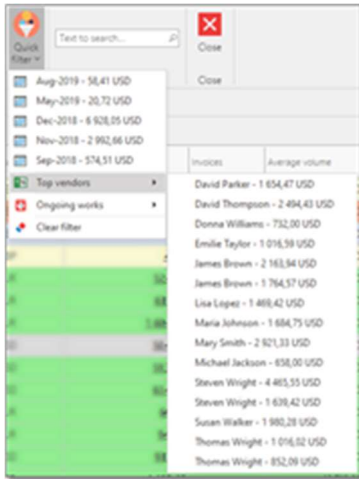 Quick
filter
Text to search...
Close
Close
Aug-2019 - 58,41 USD
May-2019 - 20,72 USD
Dec-2018 - 6 928,05 USD
Nov-2018 - 2 992,66 USD
Sep-2018 - 574,51 USD
Top vendors
Ongoing works
Clear filter
Invoices
Average volume
David Parker - 1 654,47 USD
David Thompson - 2 494,43 USD
Donna Williams - 732,00 USD
Emilie Taylor - 1 016,59 USD
James Brown - 2 163,94 USD
James Brown - 1 764,57 USD
Lisa Lopez - 1 469,42 USD
Maria Johnson - 1 684,75 USD
Mary Smith - 2 921,33 USD
Michael Jackson - 658,00 USD
Steven Wright - 4 465,55 USD
Steven Wright - 1 639,42 USD
Susan Walker - 1 980,28 USD
Thomas Wright - 1 016,02 USD
Thomas Wright - 852,09 USD